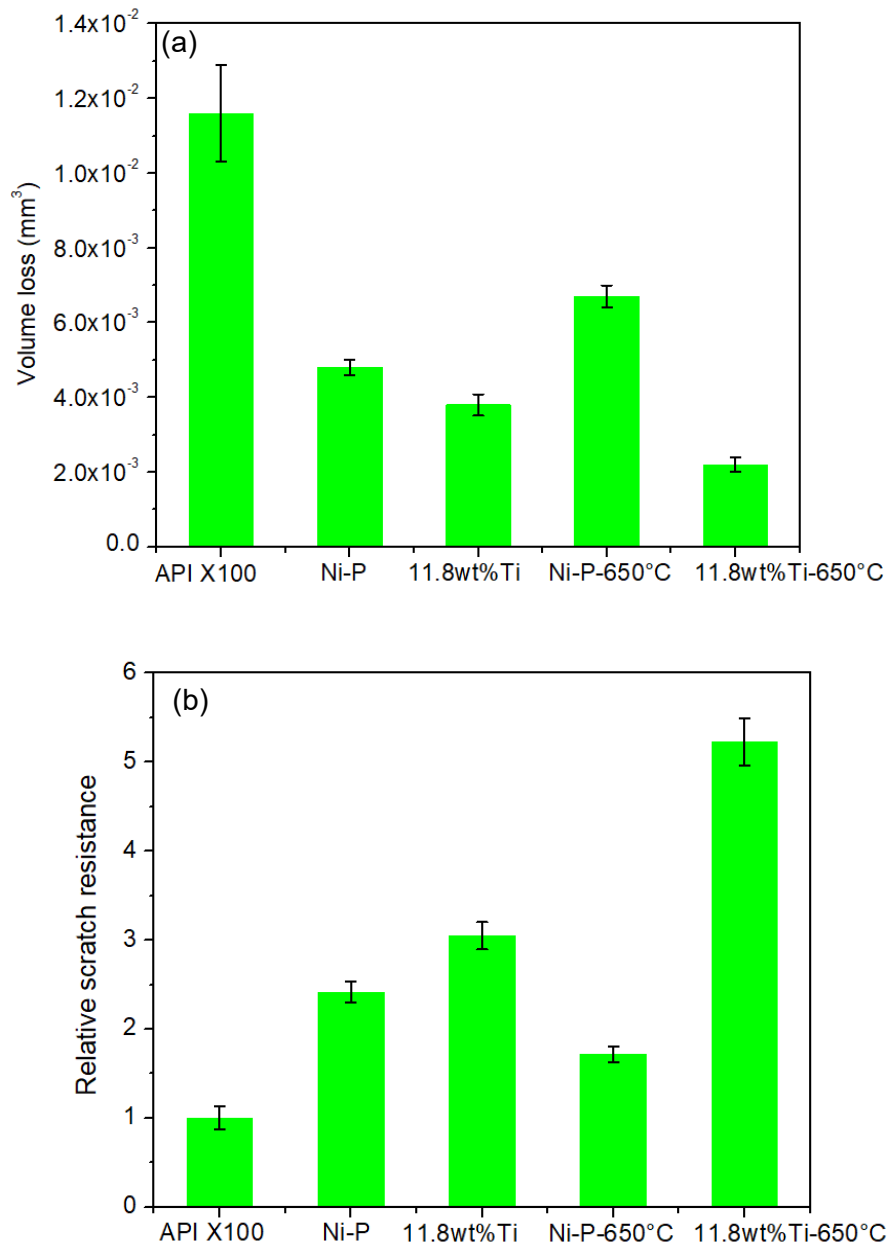 (a)
Volume loss (mm³)
1.4x10⁻²
1.2x10⁻²
1.0x10⁻²
8.0x10⁻³
6.0x10⁻³
4.0x10⁻³
2.0x10⁻³
0.0
API X100 Ni-P 11.8wt%Ti Ni-P-650°C 11.8wt%Ti-650°C
(b)
Relative scratch resistance
6
5
4
3
2
1
0
API X100 Ni-P 11.8wt%Ti Ni-P-650°C 11.8wt%Ti-650°C